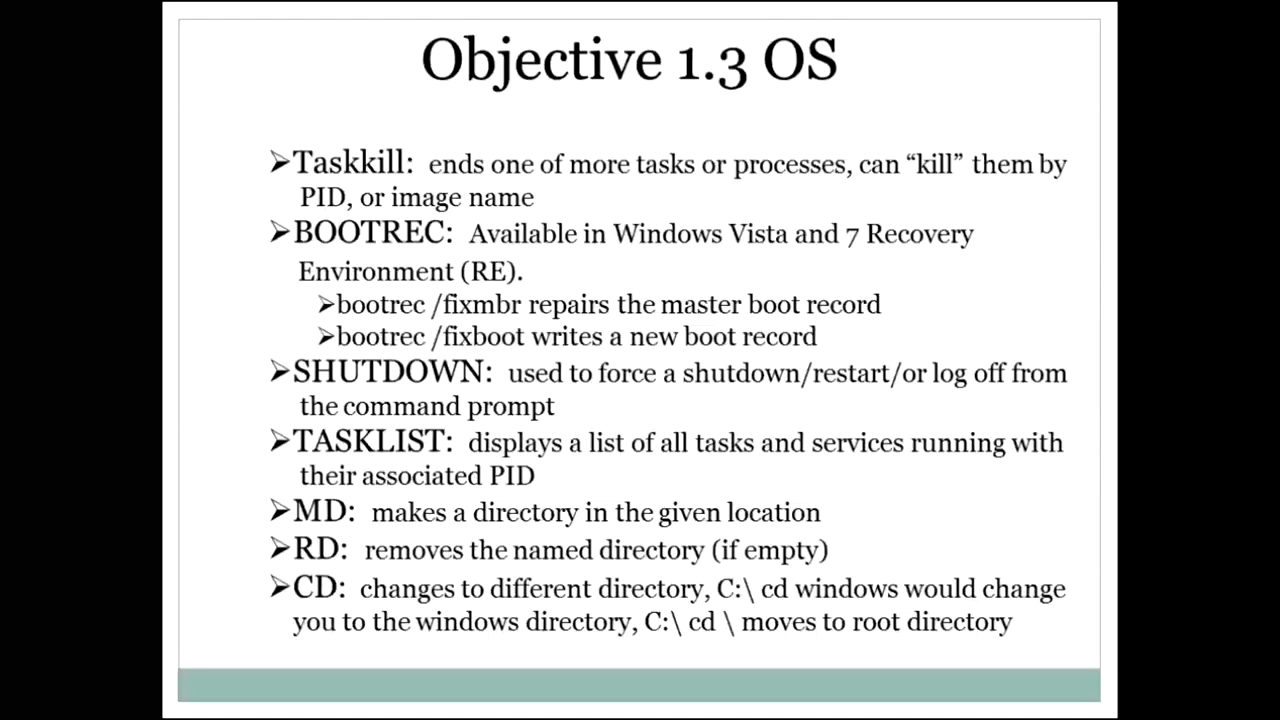 Objective 1.3 OS
➢Taskkill: ends one of more tasks or processes, can “kill” them by
PID, or image name
➢BOOTREC: Available in Windows Vista and 7 Recovery
Environment (RE).
➢bootrec /fixmbr repairs the master boot record
➢bootrec /fixboot writes a new boot record
➢SHUTDOWN: used to force a shutdown/restart/or log off from
the command prompt
➢TASKLIST: displays a list of all tasks and services running with
their associated PID
➢MD: makes a directory in the given location
➢RD: removes the named directory (if empty)
➢CD: changes to different directory, C:\ cd windows would change
you to the windows directory, C:\ cd \ moves to root directory